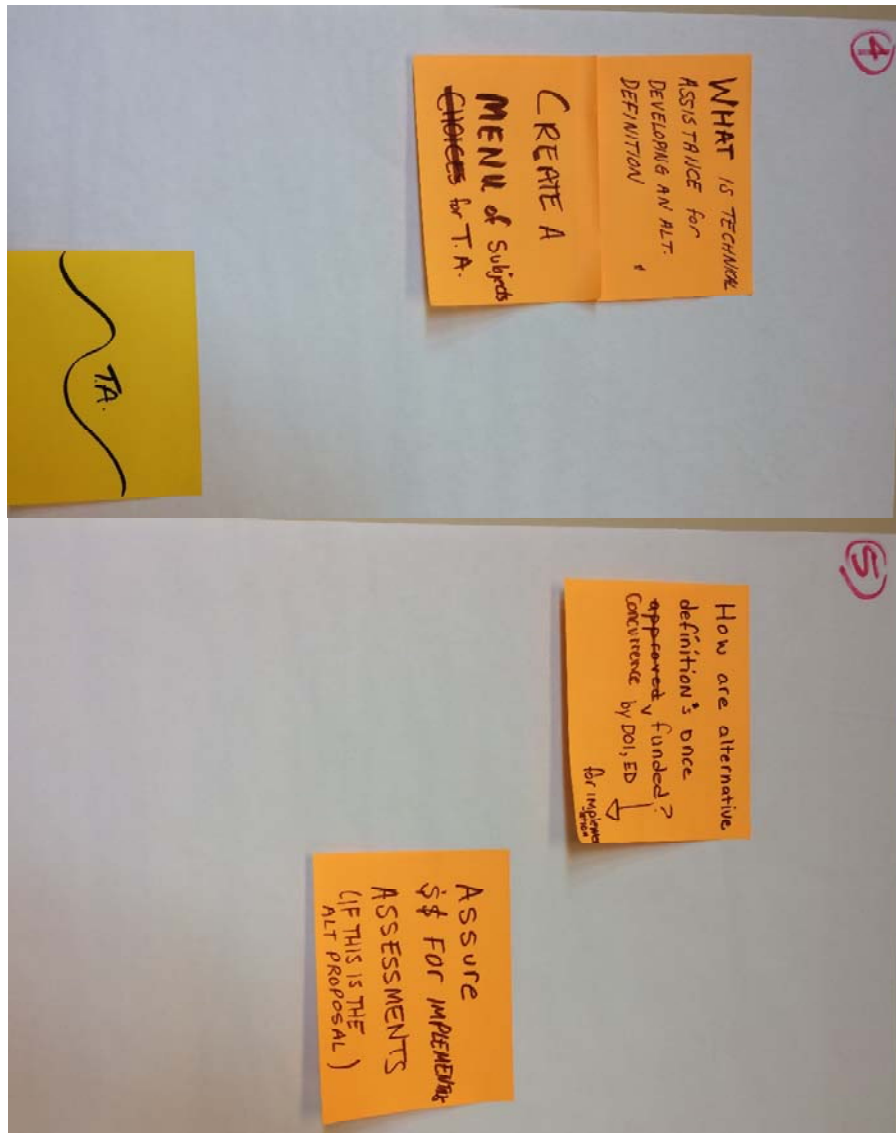 4
WHAT IS TECHNICAL
ASSISTANCE for
DEVELOPING AN ALT.
DEFINITION
CREATE A
MENU of Subjects
CHOICES for T.A.
T.A.
5
How are alternative
definition's once
approved, funded?
Concurrence by DOI, ED
for implemen
tation
Assure
$$ FOR IMPLEMENTING
ASSESSMENTS
(IF THIS IS THE
ALT PROPOSAL)